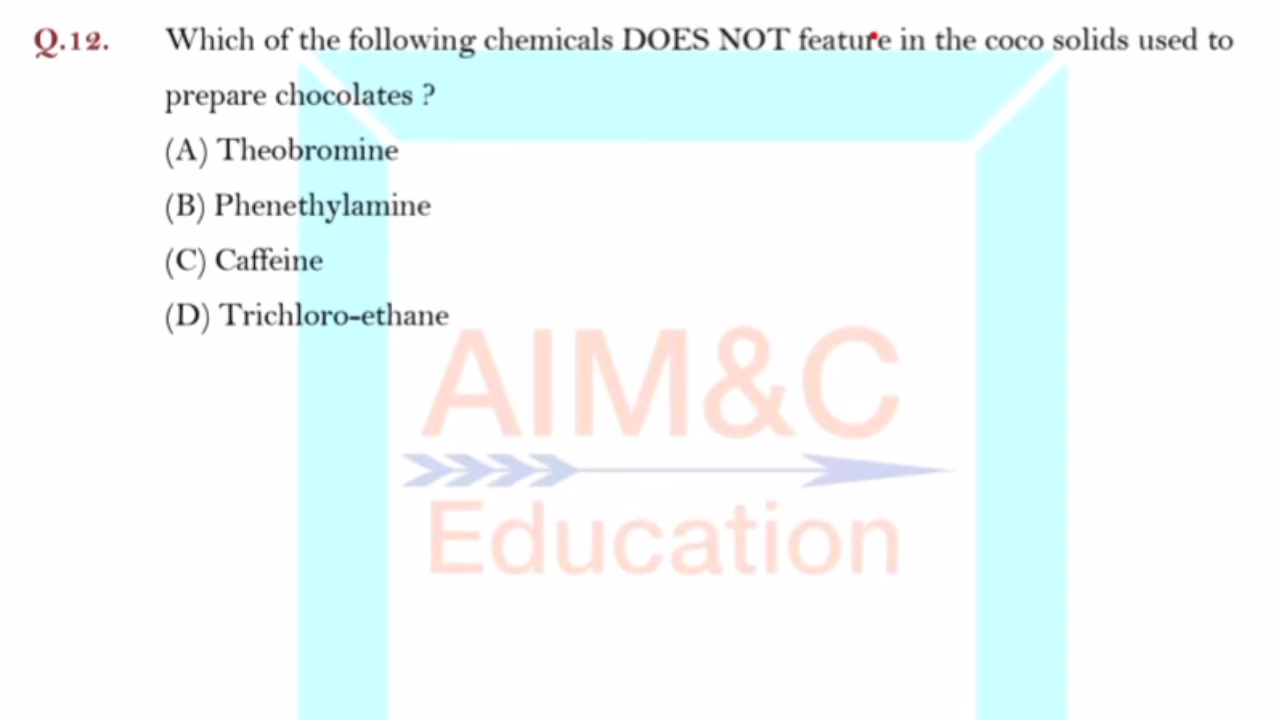 Q.12. Which of the following chemicals DOES NOT feature in the coco solids used to
prepare chocolates ?
(A) Theobromine
(B) Phenethylamine
(C) Caffeine
(D) Trichloro-ethane
AIM&C
Education